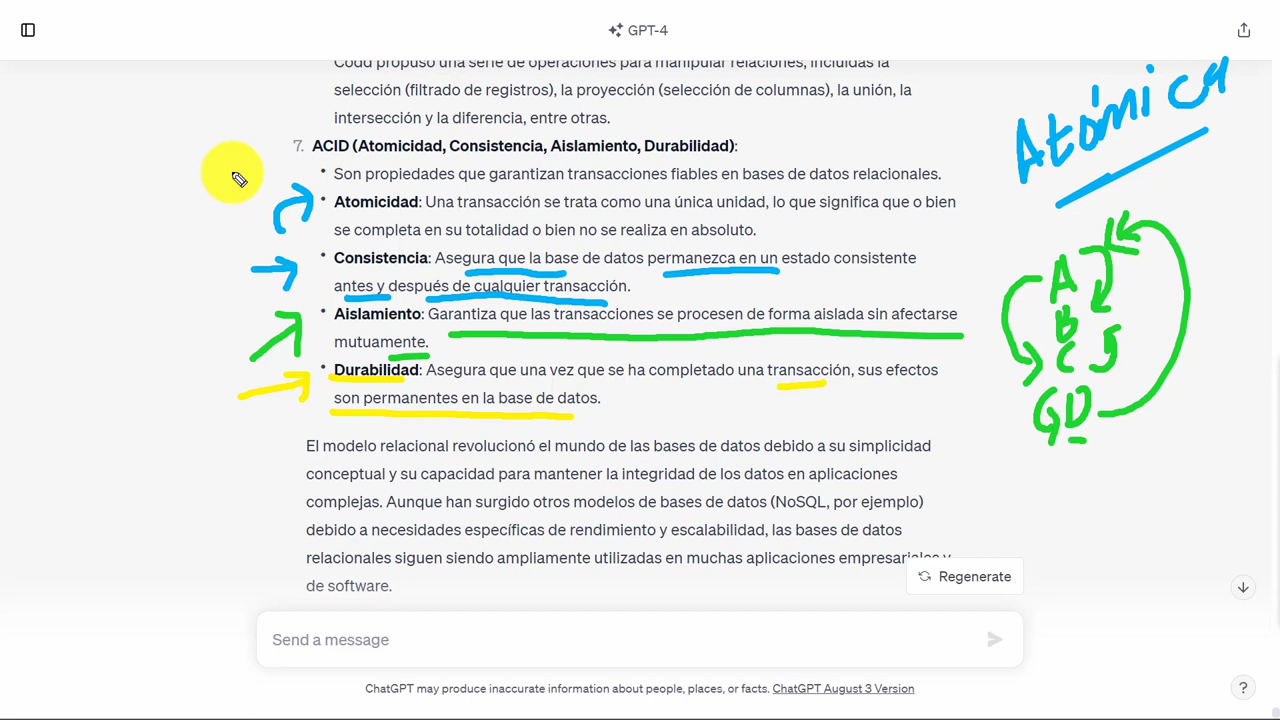 GPT-4
Codd propuso una serie de operaciones para manipular relaciones, incluidas la
selección (filtrado de registros), la proyección (selección de columnas), la unión, la
intersección y la diferencia, entre otras.
7. ACID (Atomicidad, Consistencia, Aislamiento, Durabilidad):
• Son propiedades que garantizan transacciones fiables en bases de datos relacionales.
• Atomicidad: Una transacción se trata como una única unidad, lo que significa que o bien
se completa en su totalidad o bien no se realiza en absoluto.
• Consistencia: Asegura que la base de datos permanezca en un estado consistente
antes y después de cualquier transacción.
• Aislamiento: Garantiza que las transacciones se procesen de forma aislada sin afectarse
mutuamente.
• Durabilidad: Asegura que una vez que se ha completado una transacción, sus efectos
son permanentes en la base de datos.
El modelo relacional revolucionó el mundo de las bases de datos debido a su simplicidad
conceptual y su capacidad para mantener la integridad de los datos en aplicaciones
complejas. Aunque han surgido otros modelos de bases de datos (NoSQL, por ejemplo)
debido a necesidades específicas de rendimiento y escalabilidad, las bases de datos
relacionales siguen siendo ampliamente utilizadas en muchas aplicaciones empresariales y
de software.
Atómica
A
B
C
D
Regenerate
Send a message
ChatGPT may produce inaccurate information about people, places, or facts. ChatGPT August 3 Version
?